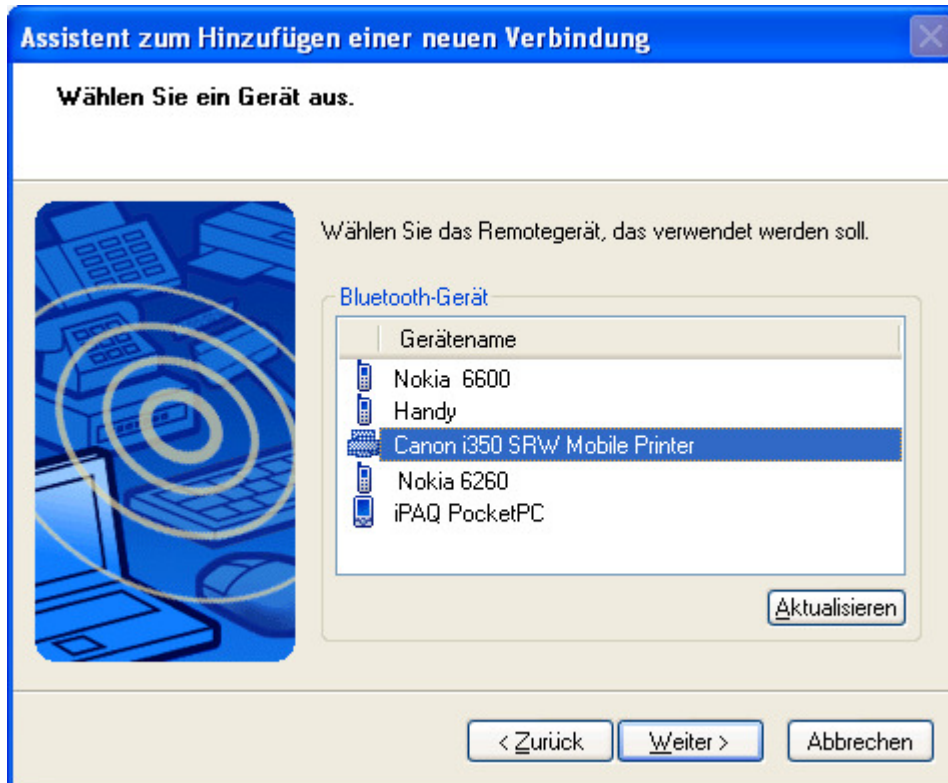 Assistent zum Hinzufügen einer neuen Verbindung
Wählen Sie ein Gerät aus.
Wählen Sie das Remotegerät, das verwendet werden soll.
Bluetooth-Gerät
Gerätename
Nokia 6600
Handy
Canon i350 SRW Mobile Printer
Nokia 6260
iPAQ PocketPC
Aktualisieren
< Zurück
Weiter >
Abbrechen